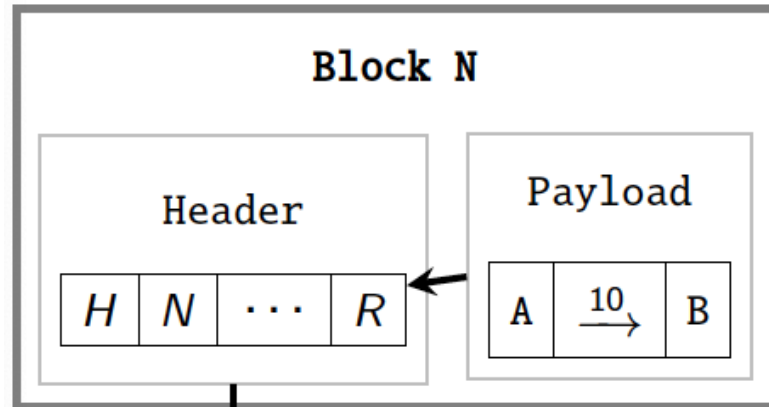 Block N
Header
H N ··· R
Payload
A 10→ B